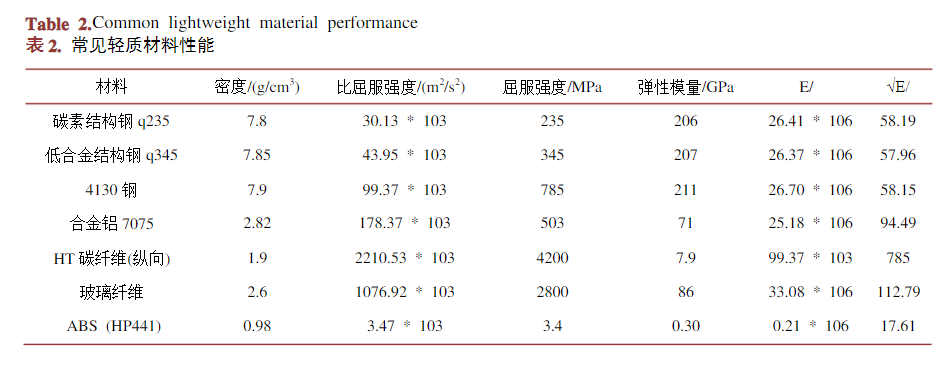 Table 2. Common lightweight material performance
表 2. 常见轻质材料性能
材料 密度/(g/cm³) 比屈服强度/(m²/s²) 屈服强度/MPa 弹性模量/GPa E/ √E/
碳素结构钢 q235 7.8 30.13 * 103 235 206 26.41 * 106 58.19
低合金结构钢 q345 7.85 43.95 * 103 345 207 26.37 * 106 57.96
4130 钢 7.9 99.37 * 103 785 211 26.70 * 106 58.15
合金铝 7075 2.82 178.37 * 103 503 71 25.18 * 106 94.49
HT 碳纤维(纵向) 1.9 2210.53 * 103 4200 7.9 99.37 * 103 785
玻璃纤维 2.6 1076.92 * 103 2800 86 33.08 * 106 112.79
ABS (HP441) 0.98 3.47 * 103 3.4 0.30 0.21 * 106 17.61